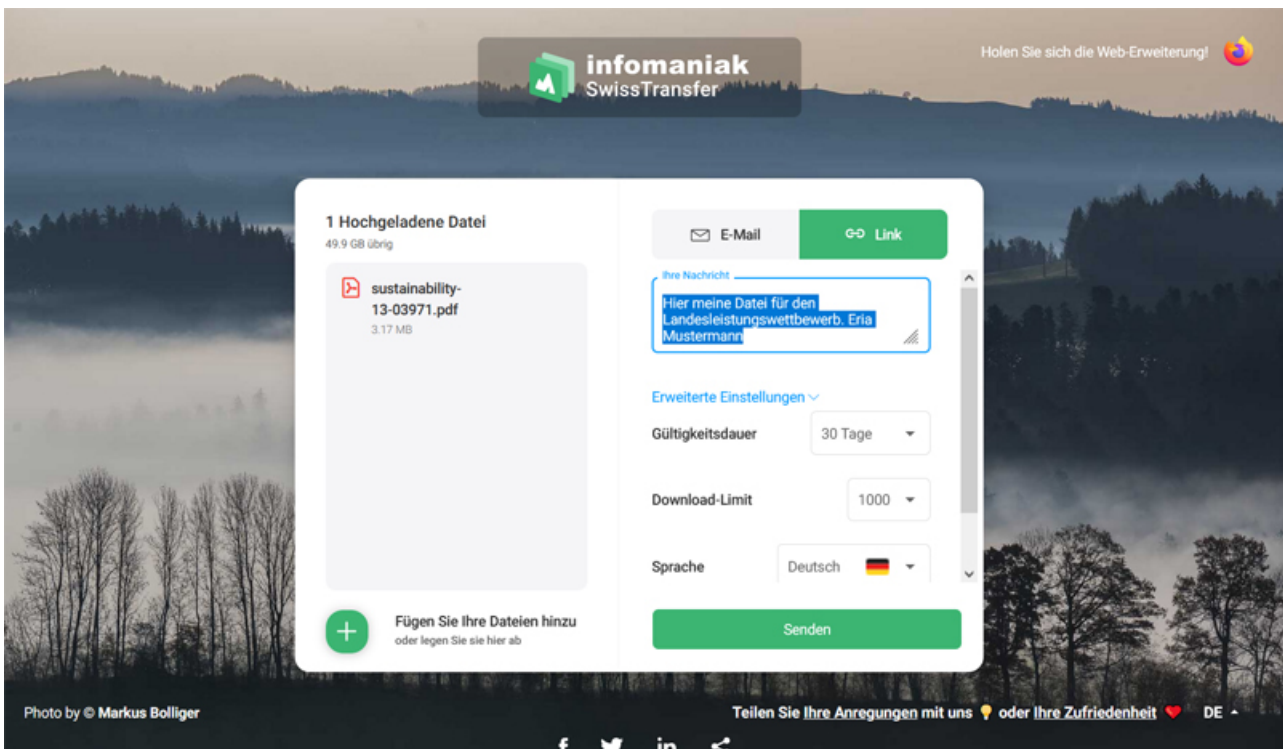 infomaniak
SwissTransfer
Holen Sie sich die Web-Erweiterung!
1 Hochgeladene Datei
49.9 GB übrig
sustainability-
13-03971.pdf
3.17 MB
Fügen Sie Ihre Dateien hinzu
oder legen Sie sie hier ab
E-Mail
Link
Ihre Nachricht
Hier meine Datei für den
Landesleistungswettbewerb. Eria
Mustermann
Erweiterte Einstellungen
Gültigkeitsdauer
30 Tage
Download-Limit
1000
Sprache
Deutsch
Senden
Photo by © Markus Bolliger
Teilen Sie Ihre Anregungen mit uns 💡 oder Ihre Zufriedenheit ❤️
DE